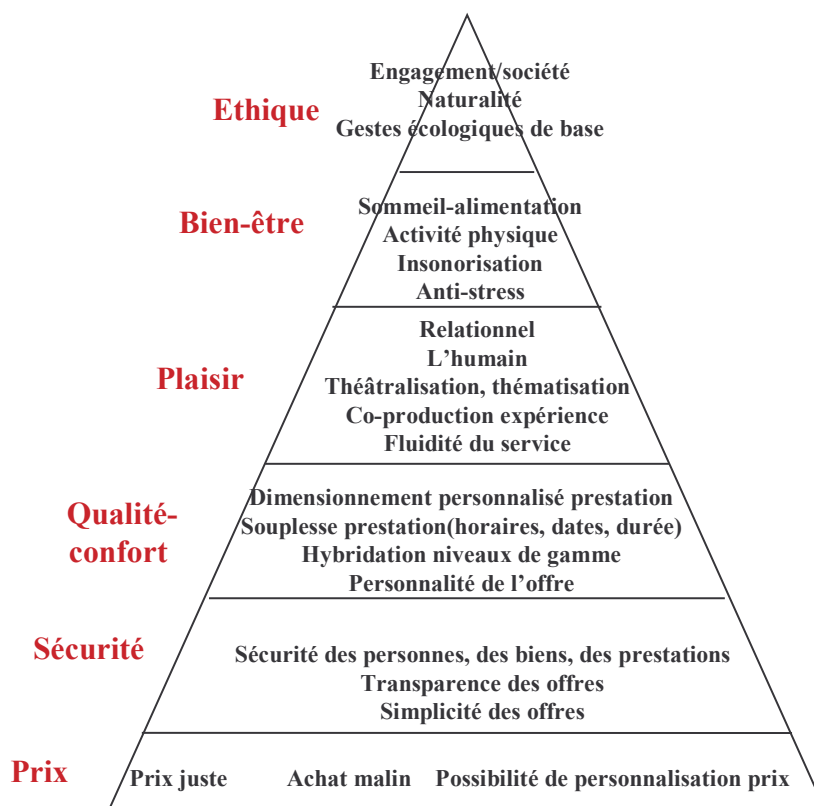 Engagement/société
Ethique
Naturalité
Gestes écologiques de base
Bien-être
Sommeil-alimentation
Activité physique
Insonorisation
Anti-stress
Plaisir
Relationnel
L’humain
Théâtralisation, thématisation
Co-production expérience
Fluidité du service
Qualité-
confort
Dimensionnement personnalisé prestation
Souplesse prestation(horaires, dates, durée)
Hybridation niveaux de gamme
Personnalité de l’offre
Sécurité
Sécurité des personnes, des biens, des prestations
Transparence des offres
Simplicité des offres
Prix
Prix juste Achat malin Possibilité de personnalisation prix